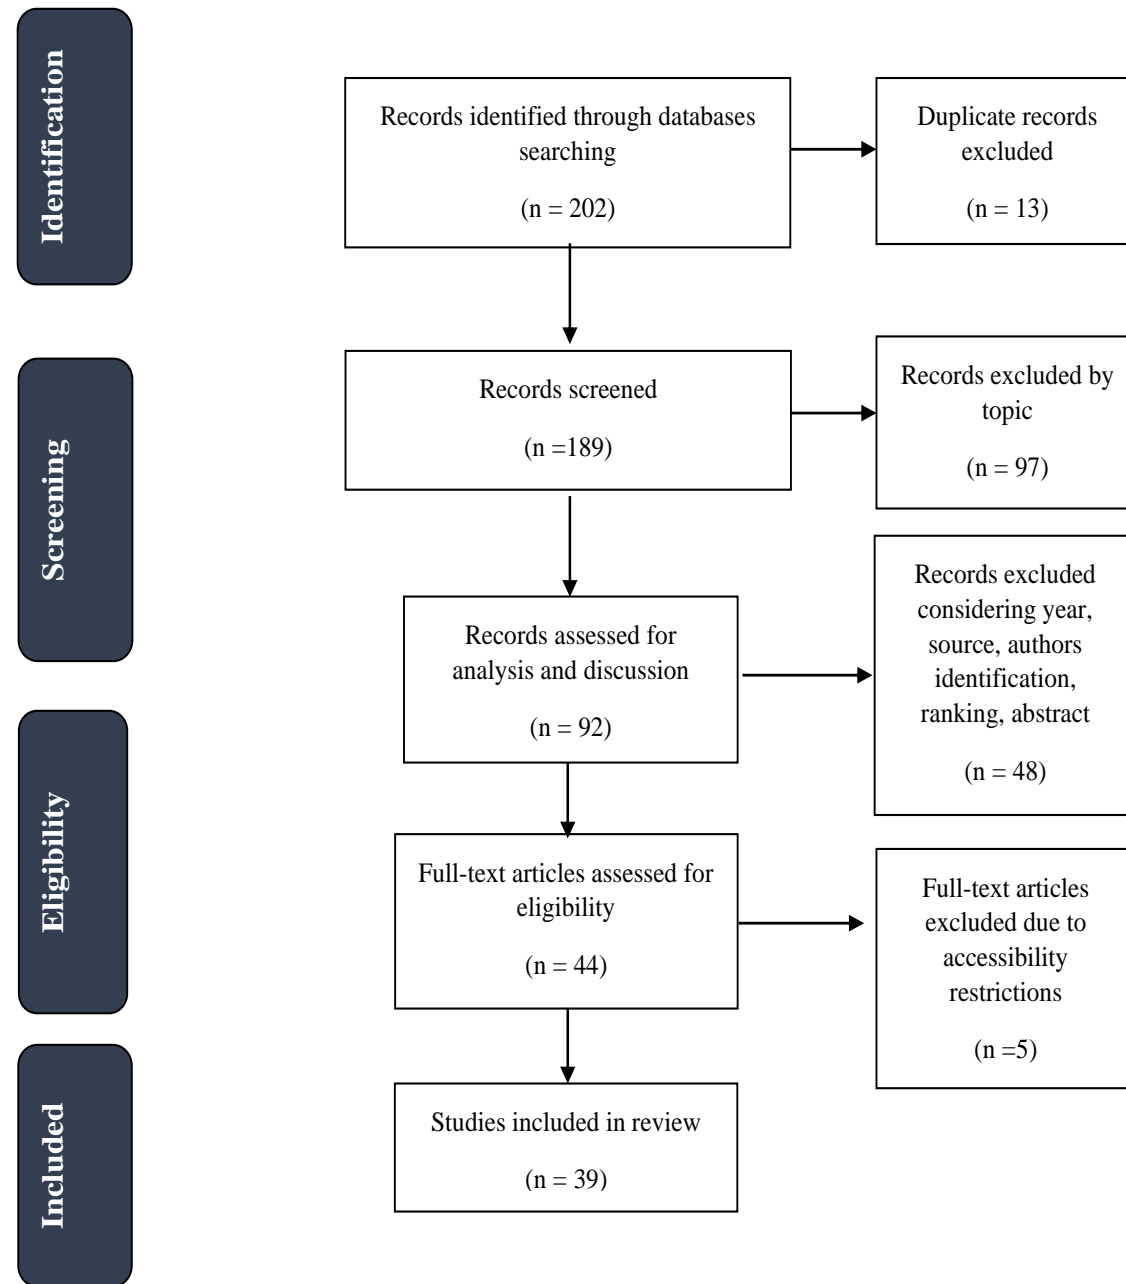 Identification
Records identified through databases
searching
(n = 202)
Duplicate records
excluded
(n = 13)
Screening
Records screened
(n =189)
Records excluded by
topic
(n = 97)
Records assessed for
analysis and discussion
(n = 92)
Records excluded
considering year,
source, authors
identification,
ranking, abstract
(n = 48)
Eligibility
Full-text articles assessed for
eligibility
(n = 44)
Full-text articles
excluded due to
accessibility
restrictions
(n =5)
Included
Studies included in review
(n = 39)